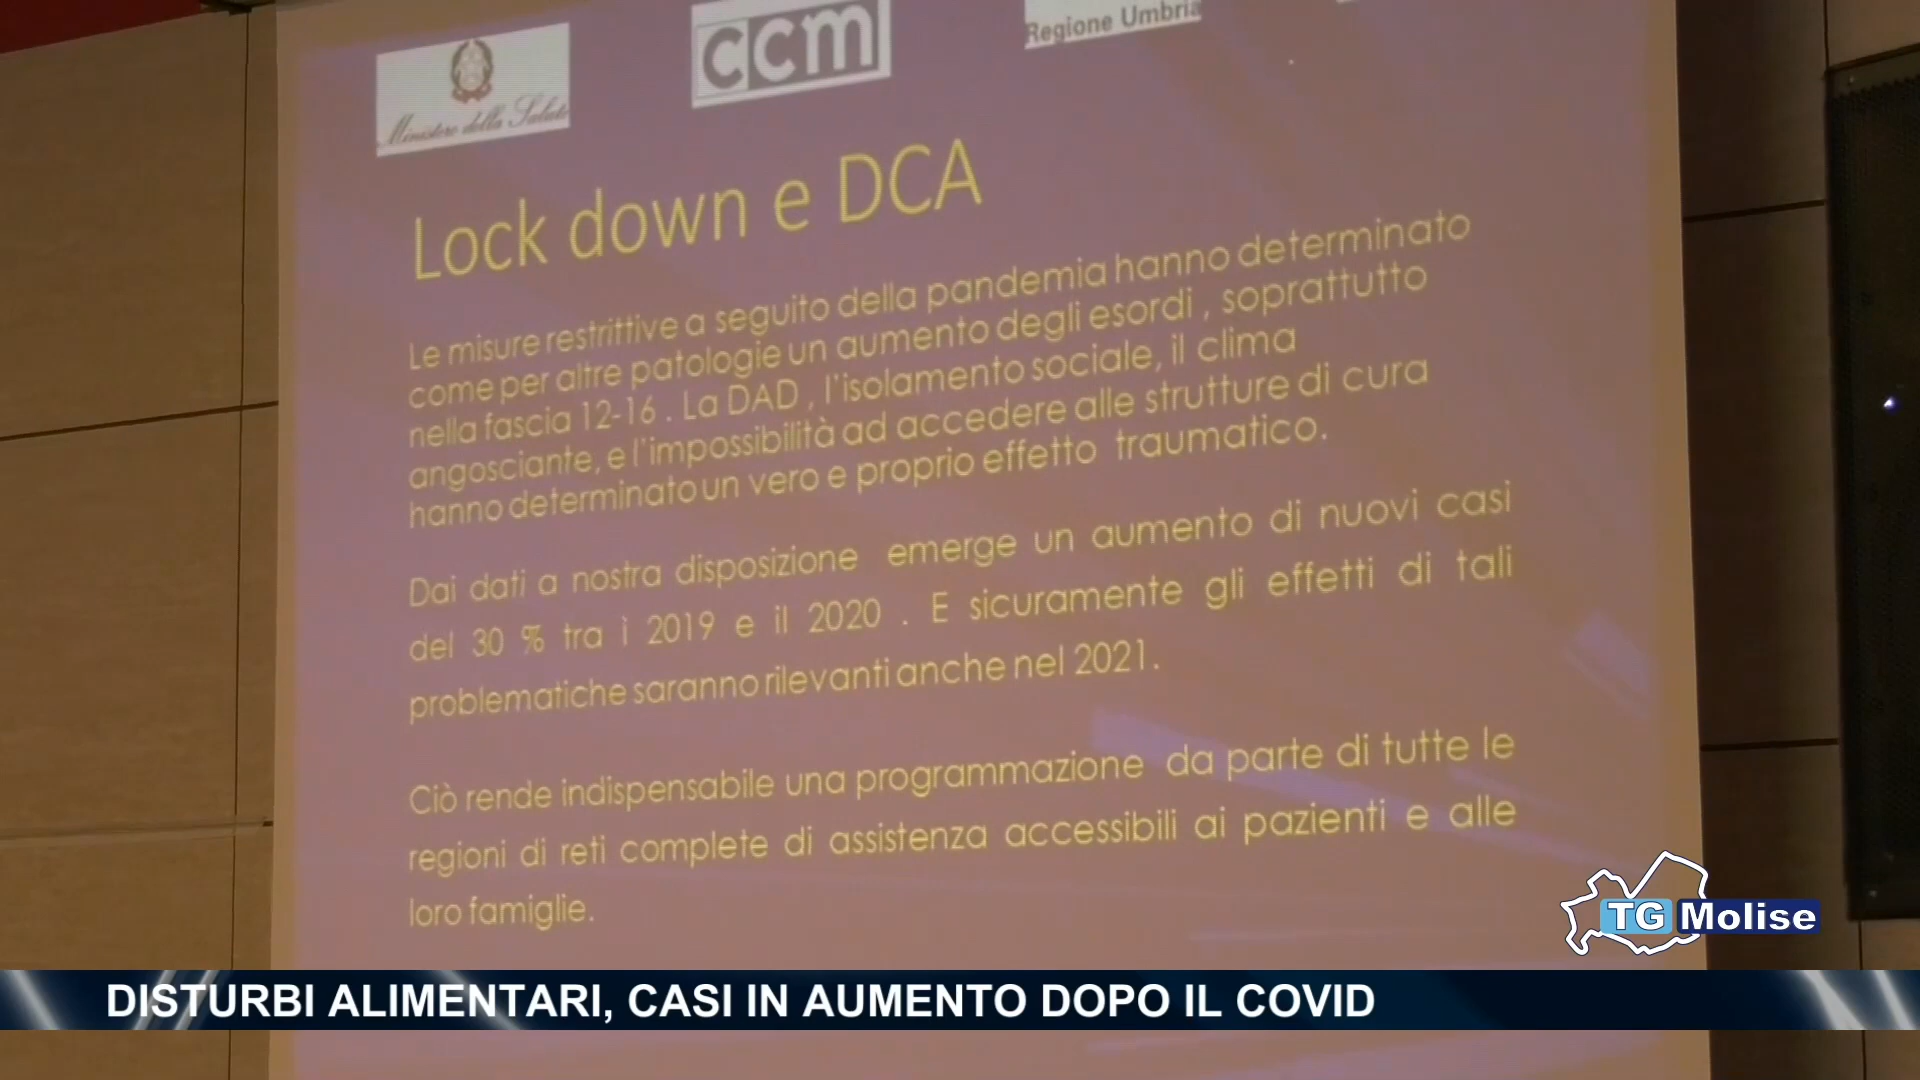 Ministero della Salute
ccm
Regione Umbria
Lock down e DCA
Le misure restrittive a seguito della pandemia hanno determinato
come per altre patologie un aumento degli esordi , soprattutto
nella fascia 12-16 . La DAD , l'isolamento sociale, il clima
angosciante, e l'impossibilità ad accedere alle strutture di cura
hanno determinato un vero e proprio effetto traumatico.
Dai dati a nostra disposizione emerge un aumento di nuovi casi
del 30 % tra ì 2019 e il 2020 . E sicuramente gli effetti di tali
problematiche saranno rilevanti anche nel 2021.
Ciò rende indispensabile una programmazione da parte di tutte le
regioni di reti complete di assistenza accessibili ai pazienti e alle
loro famiglie.
TG Molise
DISTURBI ALIMENTARI, CASI IN AUMENTO DOPO IL COVID